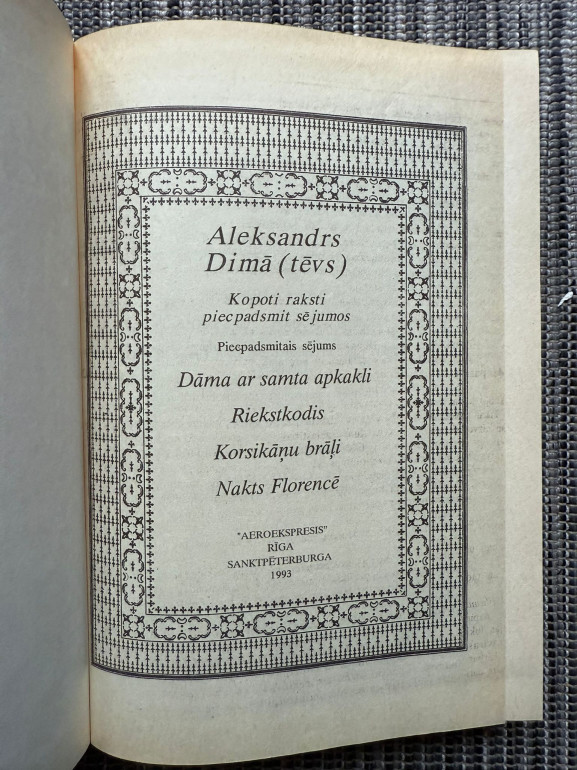 Aleksandrs
Dimā (tēvs)
Kopoti raksti
piecpadsmit sējumos
Piecpadsmitais sējums
Dāma ar samta apkakli
Riekstkodis
Korsikāņu brāļi
Nakts Florencē
"AEROEKSPRESIS"
RĪGA
SANKTPĒTERBURGA
1993